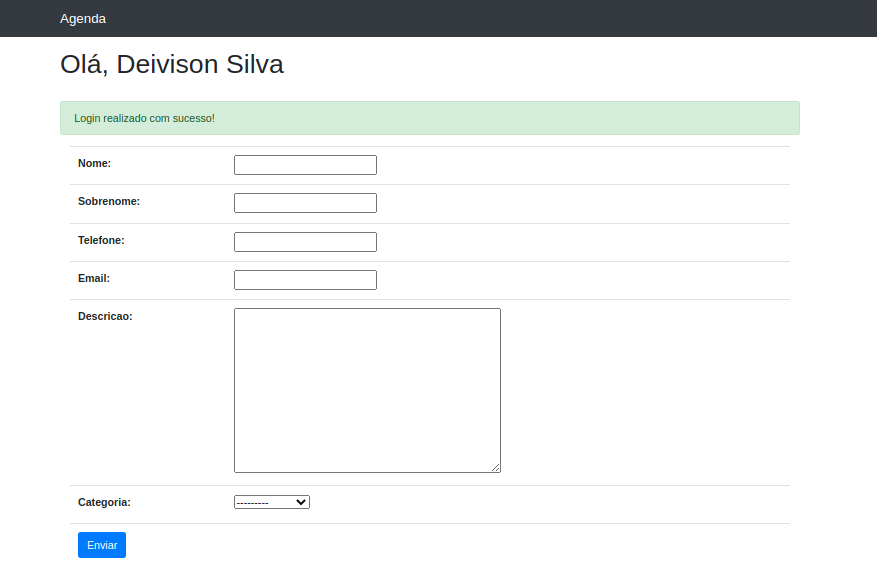 Agenda
Olá, Deivison Silva
Login realizado com sucesso!
Nome:
Sobrenome:
Telefone:
Email:
Descricao:
Categoria: ---------
Enviar